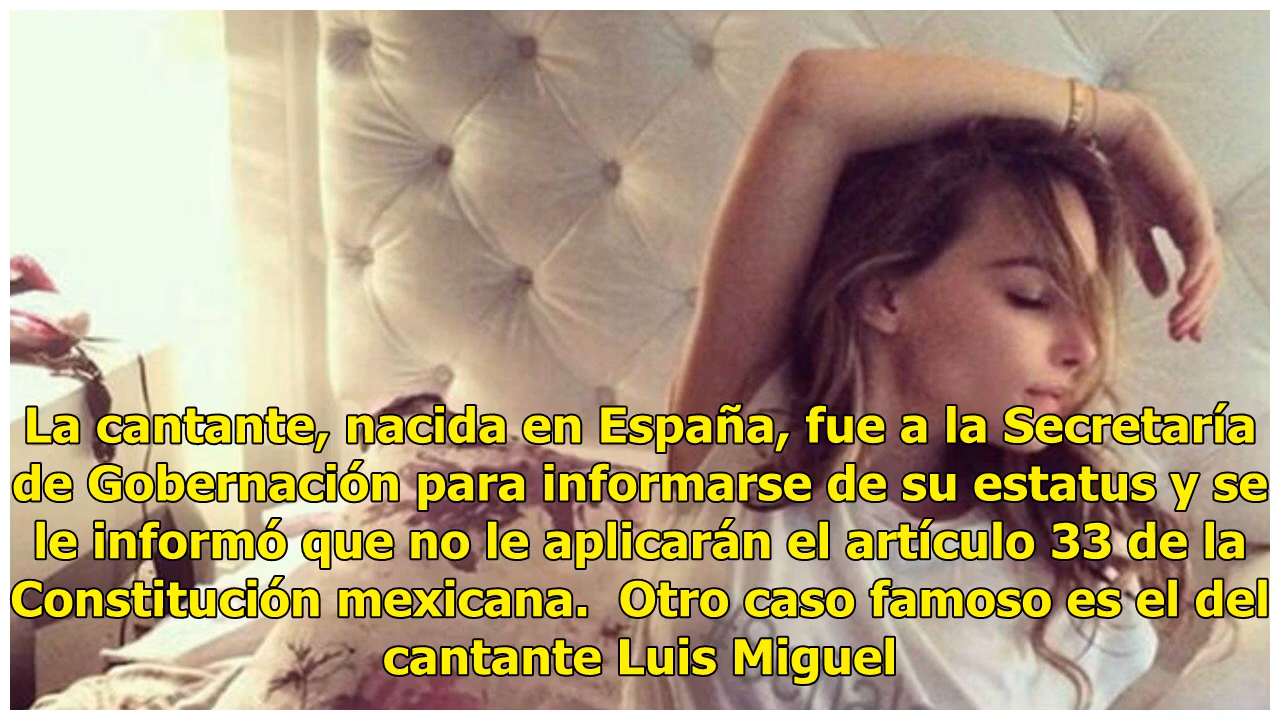 La cantante, nacida en España, fue a la Secretaría
de Gobernación para informarse de su estatus y se
le informó que no le aplicarán el artículo 33 de la
Constitución mexicana.  Otro caso famoso es el del
cantante Luis Miguel